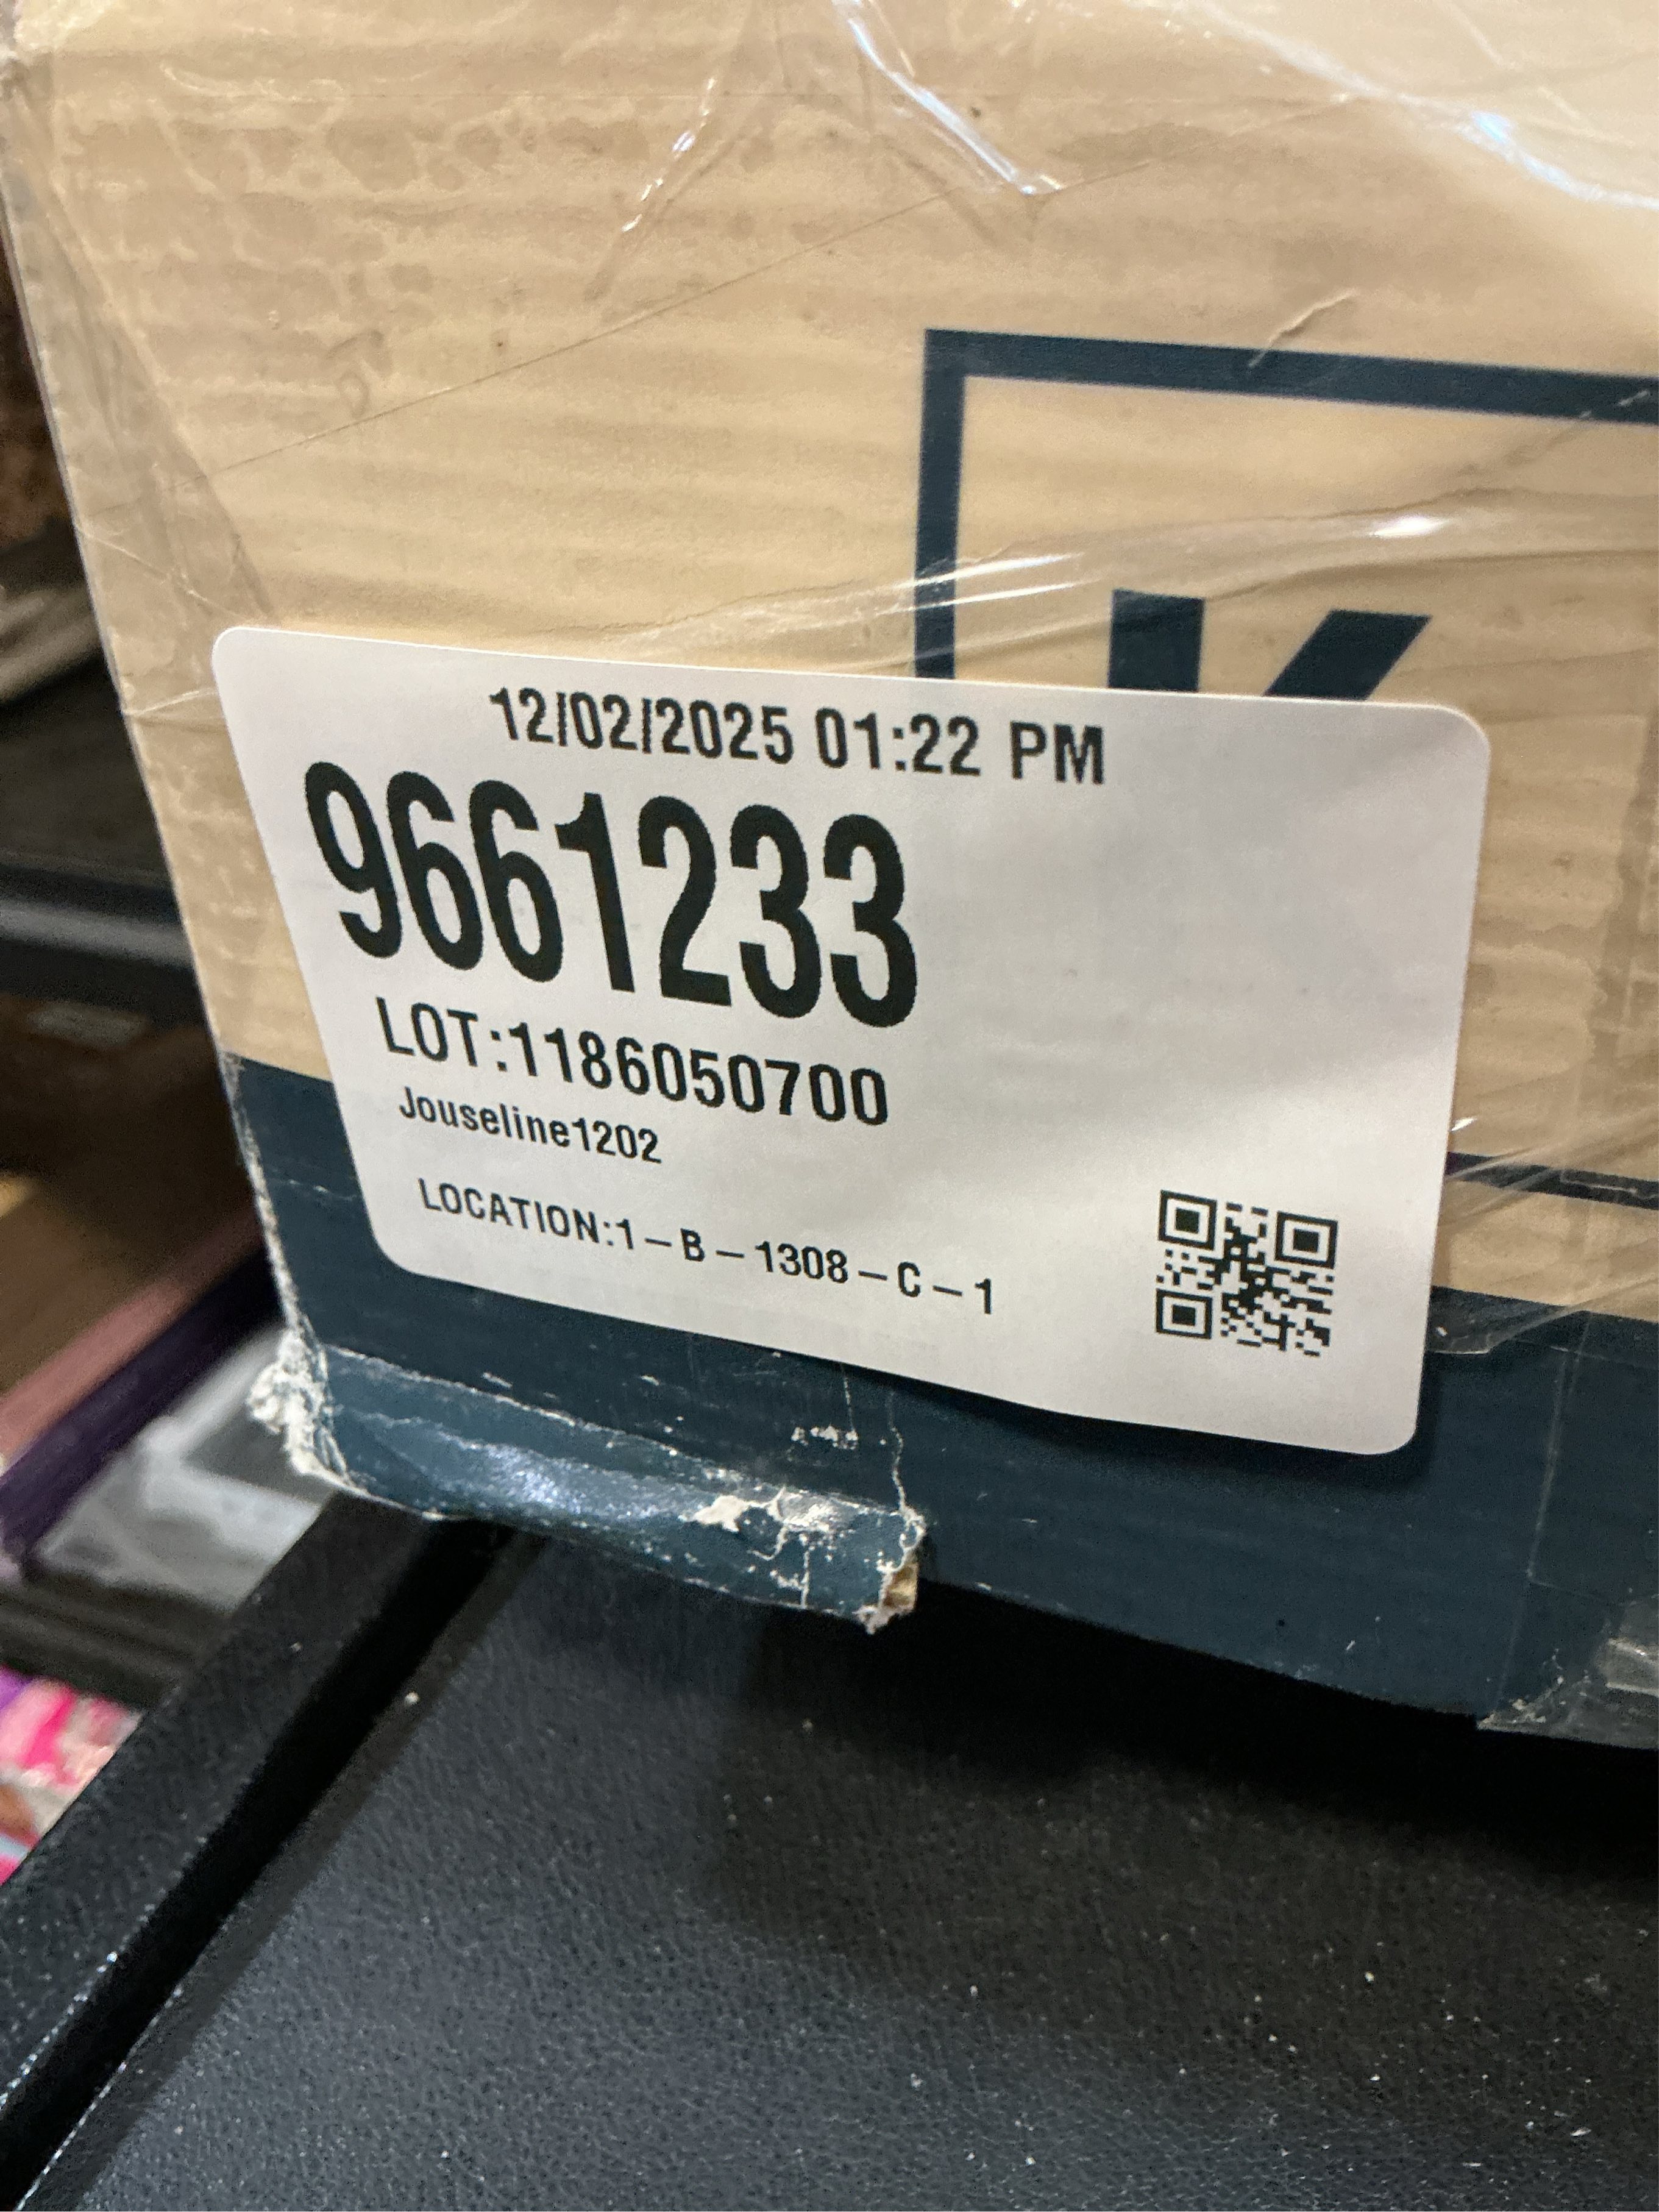 K
12/02/2025 01:22 PM
9661233
LOT:1186050700
Jouseline1202
LOCATION:1-B-1308-C-1